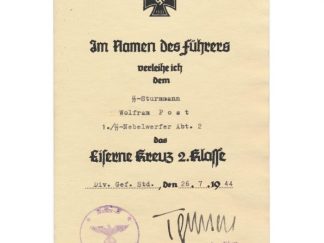 Im Namen des Führers
verleihe ich
dem
ᛋᛋ-Sturmmann
Wolfram Post
1./ᛋᛋ-Nebelwerfer Abt. 2
das
Eiserne Kreuz 2. Klasse
Div. Gef. Std., den 26. 7. 1944